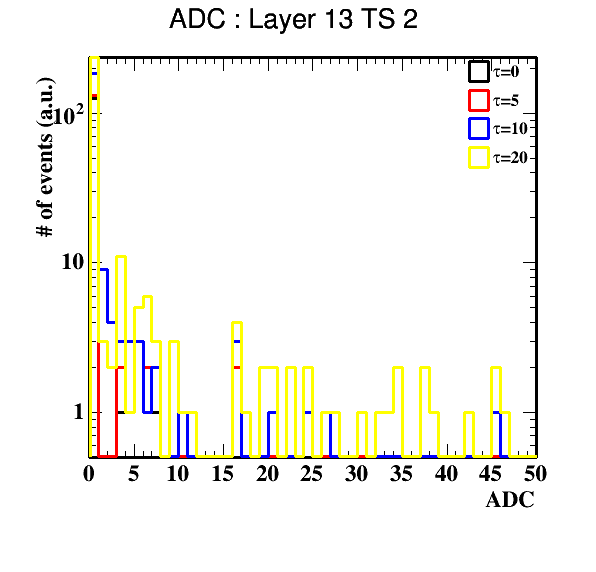 ADC : Layer 13 TS 2
# of events (a.u.)
10²
10
1
τ=0
τ=5
τ=10
τ=20
0 5 10 15 20 25 30 35 40 45 50
ADC